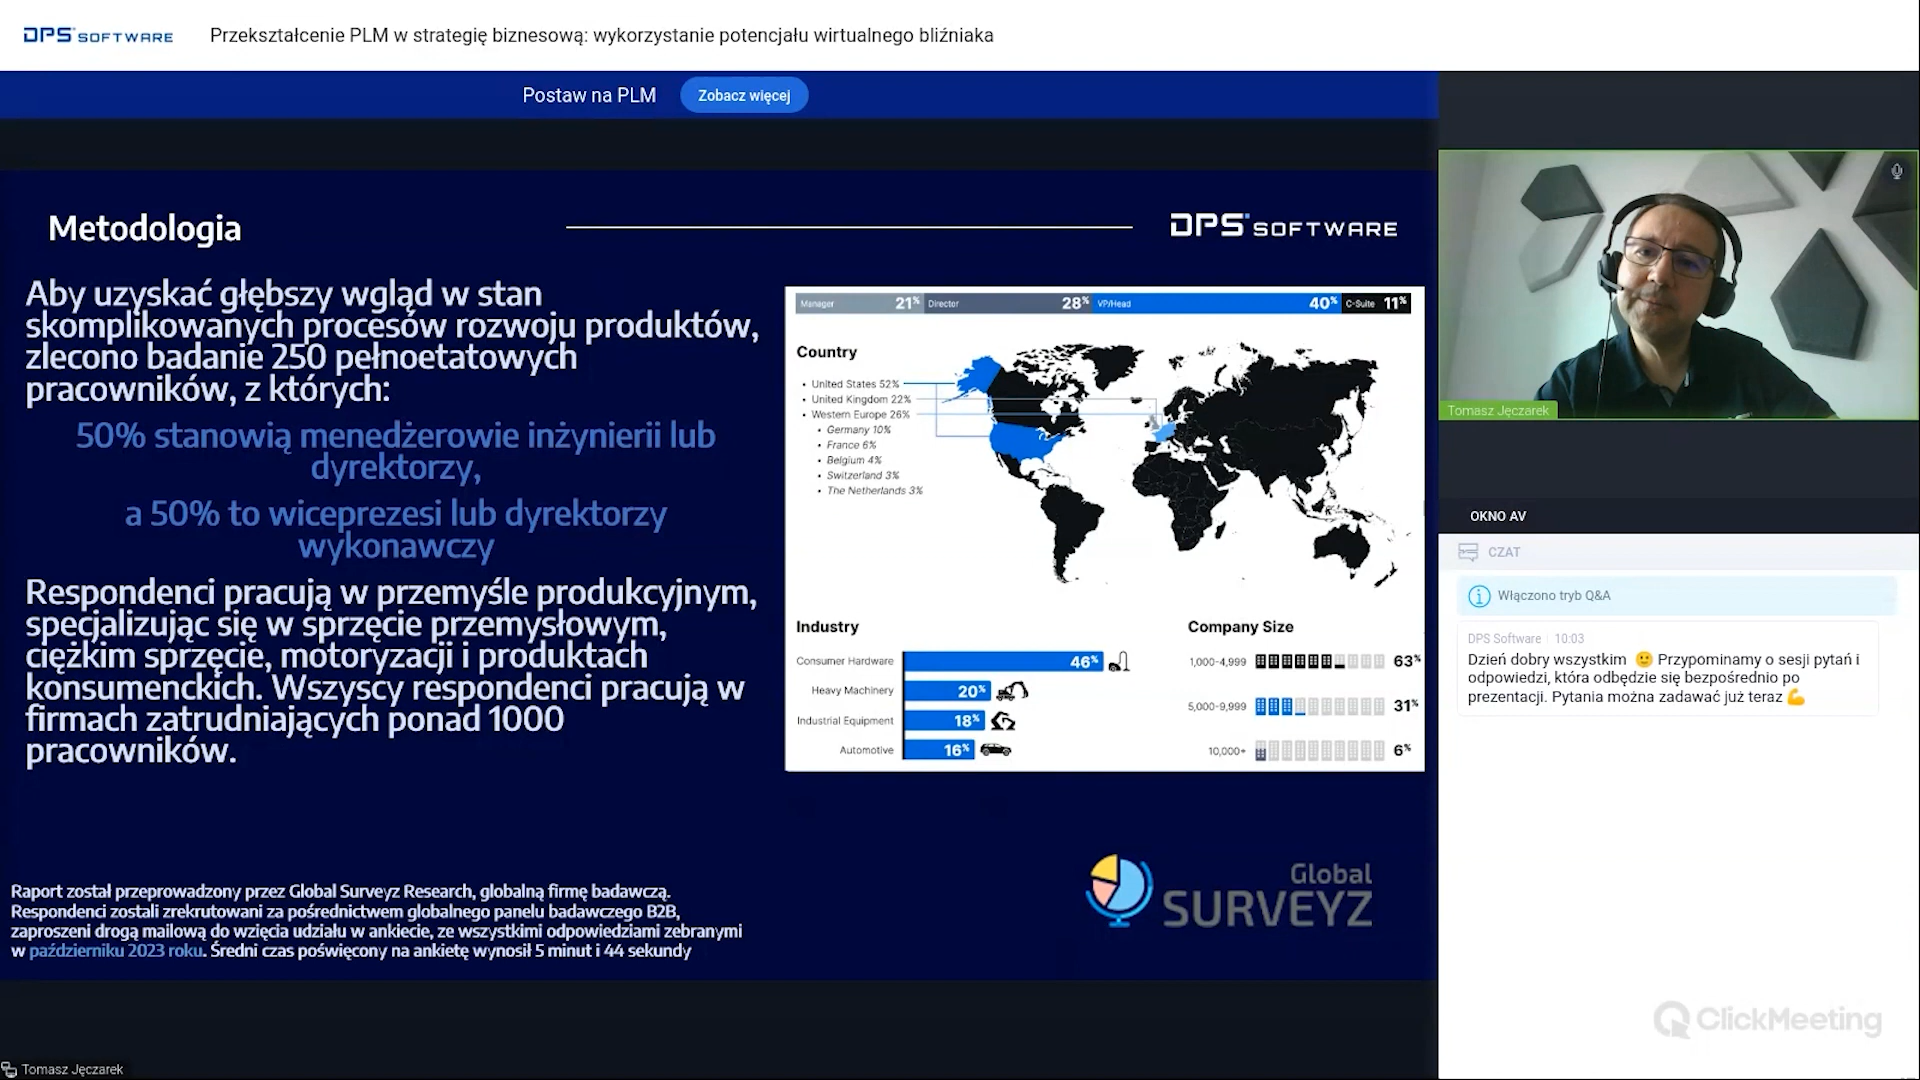 DPS SOFTWARE
Przekształcenie PLM w strategię biznesową: wykorzystanie potencjału wirtualnego bliźniaka
Postaw na PLM
Zobacz więcej
Metodologia
DPS SOFTWARE
Aby uzyskać głębszy wgląd w stan
skomplikowanych procesów rozwoju produktów,
zlecono badanie 250 pełnoetatowych
pracowników, z których:
50% stanowią menedżerowie inżynierii lub
dyrektorzy,
a 50% to wiceprezesi lub dyrektorzy
wykonawczy
Respondenci pracują w przemyśle produkcyjnym,
specjalizując się w sprzęcie przemysłowym,
ciężkim sprzęcie, motoryzacji i produktach
konsumenckich. Wszyscy respondenci pracują w
firmach zatrudniających ponad 1000
pracowników.
Raport został przeprowadzony przez Global Surveyz Research, globalną firmę badawczą.
Respondenci zostali zrekrutowani za pośrednictwem globalnego panelu badawczego B2B,
zaproszeni drogą mailową do wzięcia udziału w ankiecie, ze wszystkimi odpowiedziami zebranymi
w październiku 2023 roku. Średni czas poświęcony na ankietę wynosił 5 minut i 44 sekundy
Manager 21% Director 28% VP/Head 40% C-Suite 11%
Country
• United States 52%
• United Kingdom 22%
• Western Europe 26%
• Germany 10%
• France 6%
• Belgium 4%
• Switzerland 3%
• The Netherlands 3%
Industry
Consumer Hardware 46%
Heavy Machinery 20%
Industrial Equipment 18%
Automotive 16%
Company Size
1,000-4,999 63%
5,000-9,999 31%
10,000+ 6%
Global
SURVEYZ
Tomasz Jęczarek
Tomasz Jęczarek
OKNO AV
CZAT
Włączono tryb Q&A
DPS Software 10:03
Dzień dobry wszystkim 🙂 Przypominamy o sesji pytań i
odpowiedzi, która odbędzie się bezpośrednio po
prezentacji. Pytania można zadawać już teraz 💪
ClickMeeting